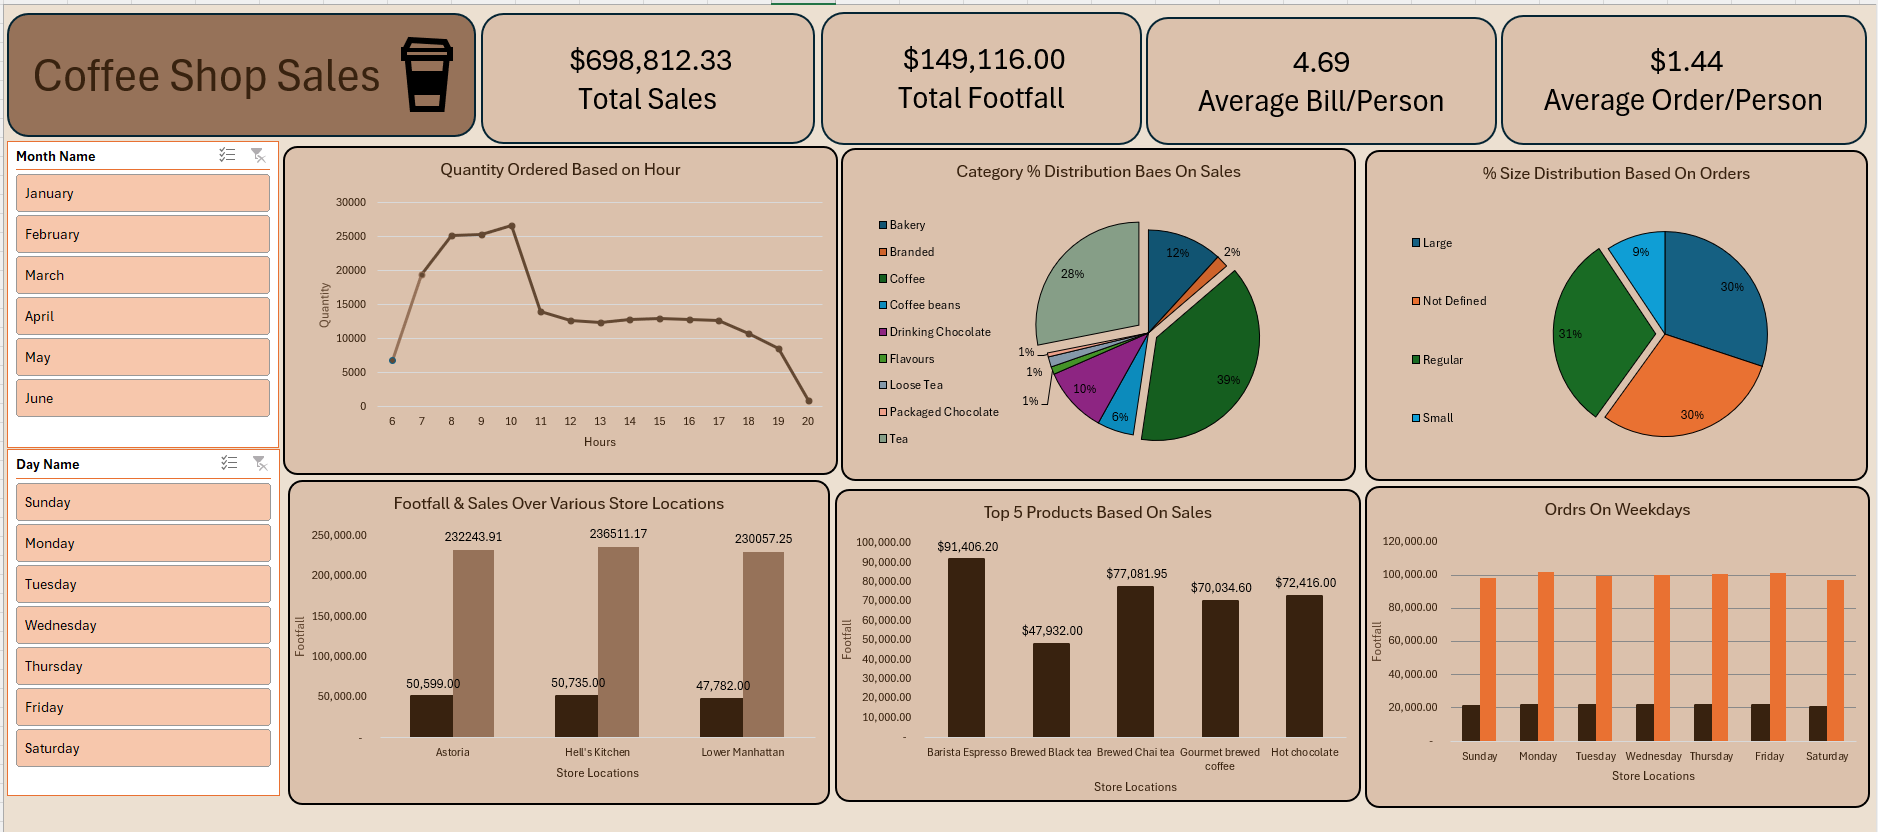 Coffee Shop Sales
$698,812.33
Total Sales
$149,116.00
Total Footfall
4.69
Average Bill/Person
$1.44
Average Order/Person
Month Name
January
February
March
April
May
June
Day Name
Sunday
Monday
Tuesday
Wednesday
Thursday
Friday
Saturday
Quantity Ordered Based on Hour
30000
25000
20000
15000
10000
5000
0
Quantity
6 7 8 9 10 11 12 13 14 15 16 17 18 19 20
Hours
Category % Distribution Baes On Sales
Bakery
Branded
Coffee
Coffee beans
Drinking Chocolate
Flavours
Loose Tea
Packaged Chocolate
Tea
12%
2%
39%
6%
10%
1%
1%
1%
28%
% Size Distribution Based On Orders
Large
Not Defined
Regular
Small
30%
30%
31%
9%
Footfall & Sales Over Various Store Locations
250,000.00
200,000.00
150,000.00
100,000.00
50,000.00
-
Footfall
232243.91
236511.17
230057.25
50,599.00
50,735.00
47,782.00
Astoria
Hell's Kitchen
Lower Manhattan
Store Locations
Top 5 Products Based On Sales
100,000.00
90,000.00
80,000.00
70,000.00
60,000.00
50,000.00
40,000.00
30,000.00
20,000.00
10,000.00
-
Footfall
$91,406.20
$47,932.00
$77,081.95
$70,034.60
$72,416.00
Barista Espresso
Brewed Black tea
Brewed Chai tea
Gourmet brewed
coffee
Hot chocolate
Store Locations
Ordrs On Weekdays
120,000.00
100,000.00
80,000.00
60,000.00
40,000.00
20,000.00
-
Footfall
Sunday
Monday
Tuesday
Wednesday
Thursday
Friday
Saturday
Store Locations